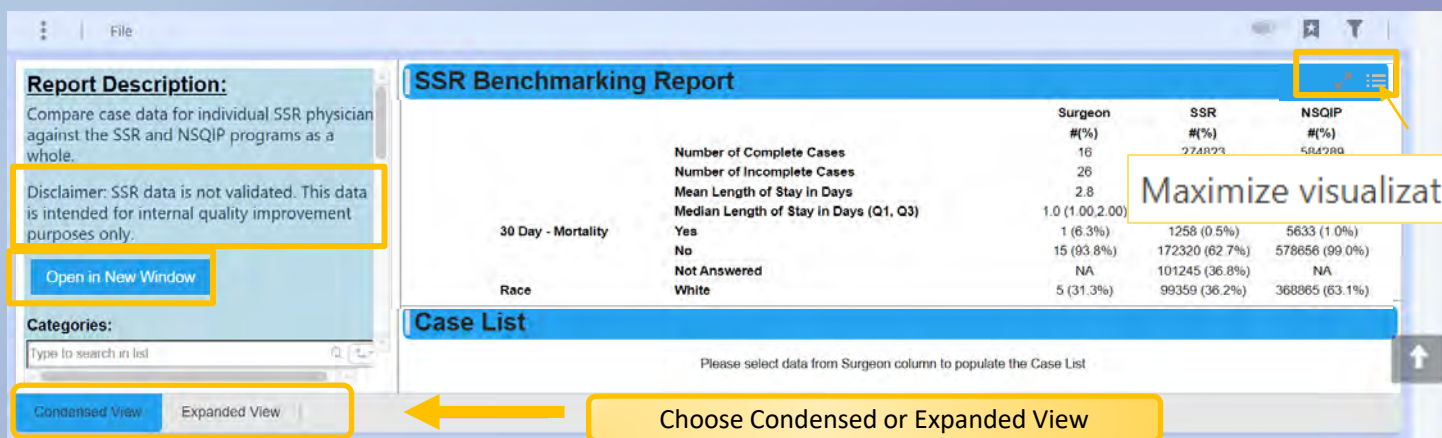 File
Report Description:
Compare case data for individual SSR physician
against the SSR and NSQIP programs as a
whole.
Disclaimer: SSR data is not validated. This data
is intended for internal quality improvement
purposes only.
Open in New Window
Categories:
Type to search in list
Condensed View Expanded View
SSR Benchmarking Report
Surgeon SSR NSQIP
#(%) #(%) #(%)
Number of Complete Cases 16 274823 584289
Number of Incomplete Cases 26
Mean Length of Stay in Days 2.8
Median Length of Stay in Days (Q1, Q3) 1.0 (1.00,2.00)
Maximize visualizat
30 Day - Mortality Yes 1 (6.3%) 1258 (0.5%) 5633 (1.0%)
No 15 (93.8%) 172320 (62.7%) 578656 (99.0%)
Not Answered NA 101245 (36.8%) NA
Race White 5 (31.3%) 99359 (36.2%) 368865 (63.1%)
Case List
Please select data from Surgeon column to populate the Case List
Choose Condensed or Expanded View